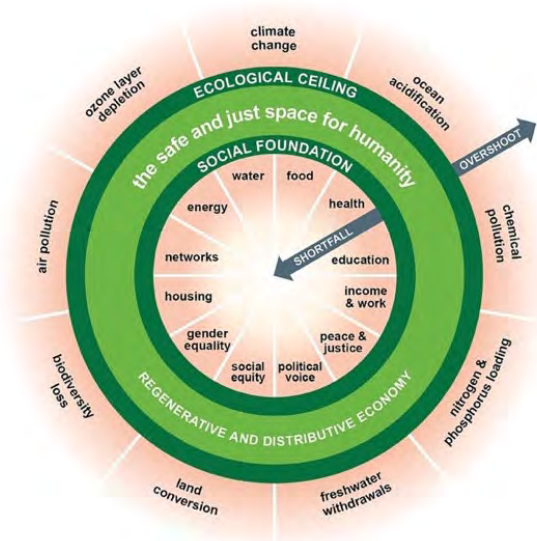 climate
change
ocean
acidification
chemical
pollution
nitrogen &
phosphorus loading
freshwater
withdrawals
land
conversion
biodiversity
loss
air pollution
ozone layer
depletion
ECOLOGICAL CEILING
the safe and just space for humanity
SOCIAL FOUNDATION
OVERSHOOT
SHORTFALL
water
food
health
education
income
& work
peace &
justice
political
voice
social
equity
gender
equality
housing
networks
energy
REGENERATIVE AND DISTRIBUTIVE ECONOMY